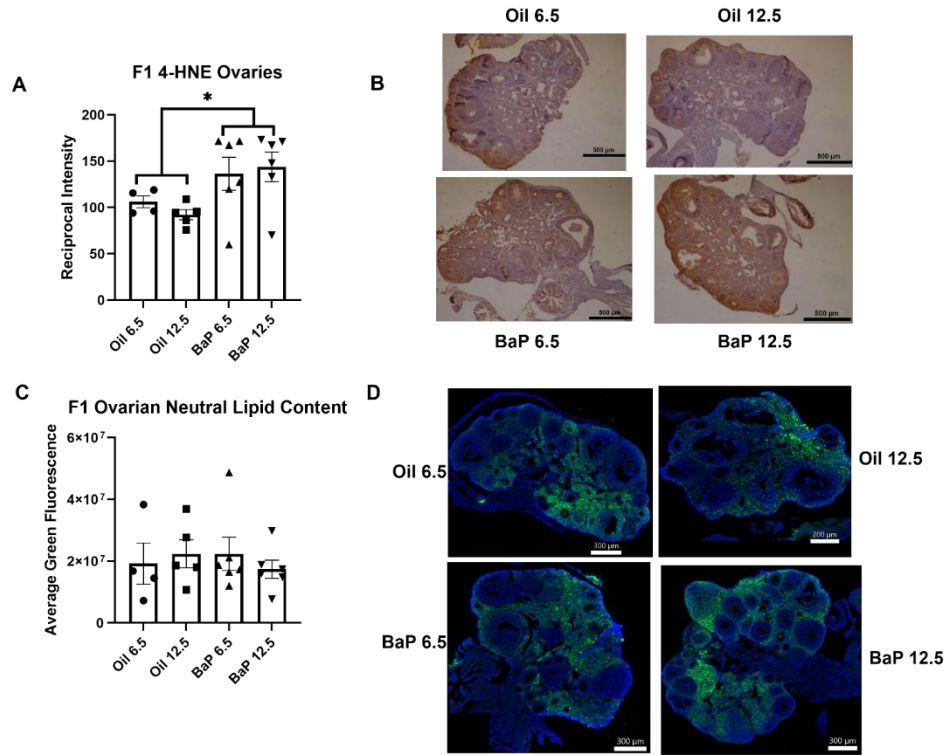 A
F1 4-HNE Ovaries
*
Reciprocal Intensity
200
150
100
50
0
Oil 6.5
Oil 12.5
BaP 6.5
BaP 12.5
B
Oil 6.5
Oil 12.5
500 µm
500 µm
500 µm
500 µm
BaP 6.5
BaP 12.5
C
F1 Ovarian Neutral Lipid Content
Average Green Fluorescence
6×10⁷
4×10⁷
2×10⁷
0
Oil 6.5
Oil 12.5
BaP 6.5
BaP 12.5
D
Oil 6.5
Oil 12.5
300 µm
200 µm
BaP 6.5
BaP 12.5
300 µm
300 µm